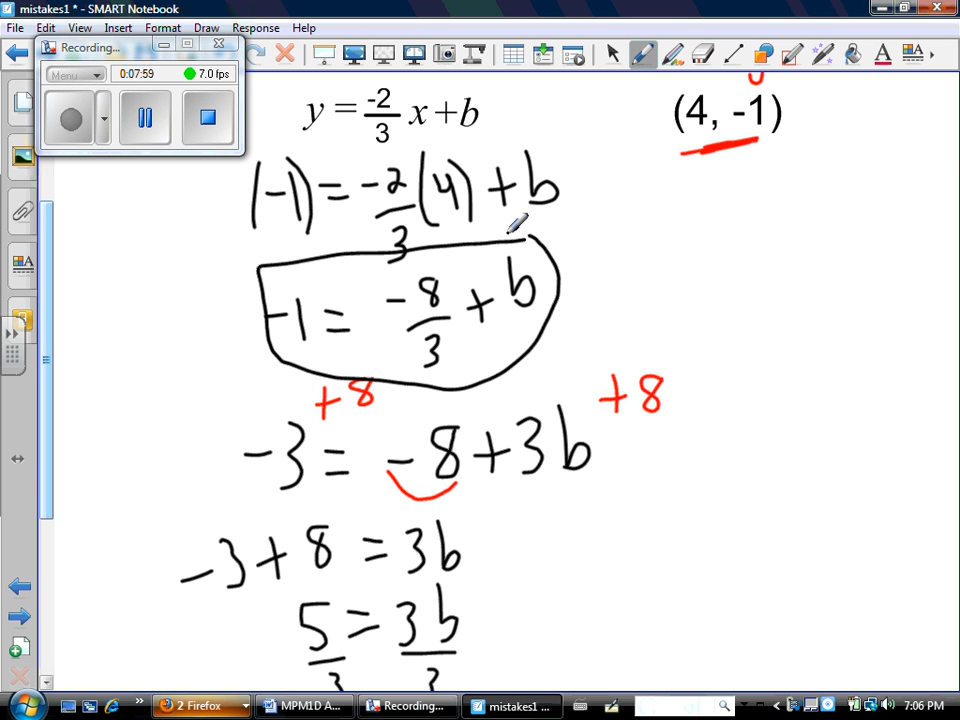 mistakes1 * - SMART Notebook
File Edit View Insert Format Draw Response Help
Recording...
Menu 0:07:59 7.0 fps
y = -2/3 x + b (4, -1)
(-1) = -2/3 (4) + b
-1 = -8/3 + b
+8 +8
-3 = -8 + 3b
-3 + 8 = 3b
5 = 3b
3 3
2 Firefox MPM1D A... Recording... mistakes1 ... 7:06 PM